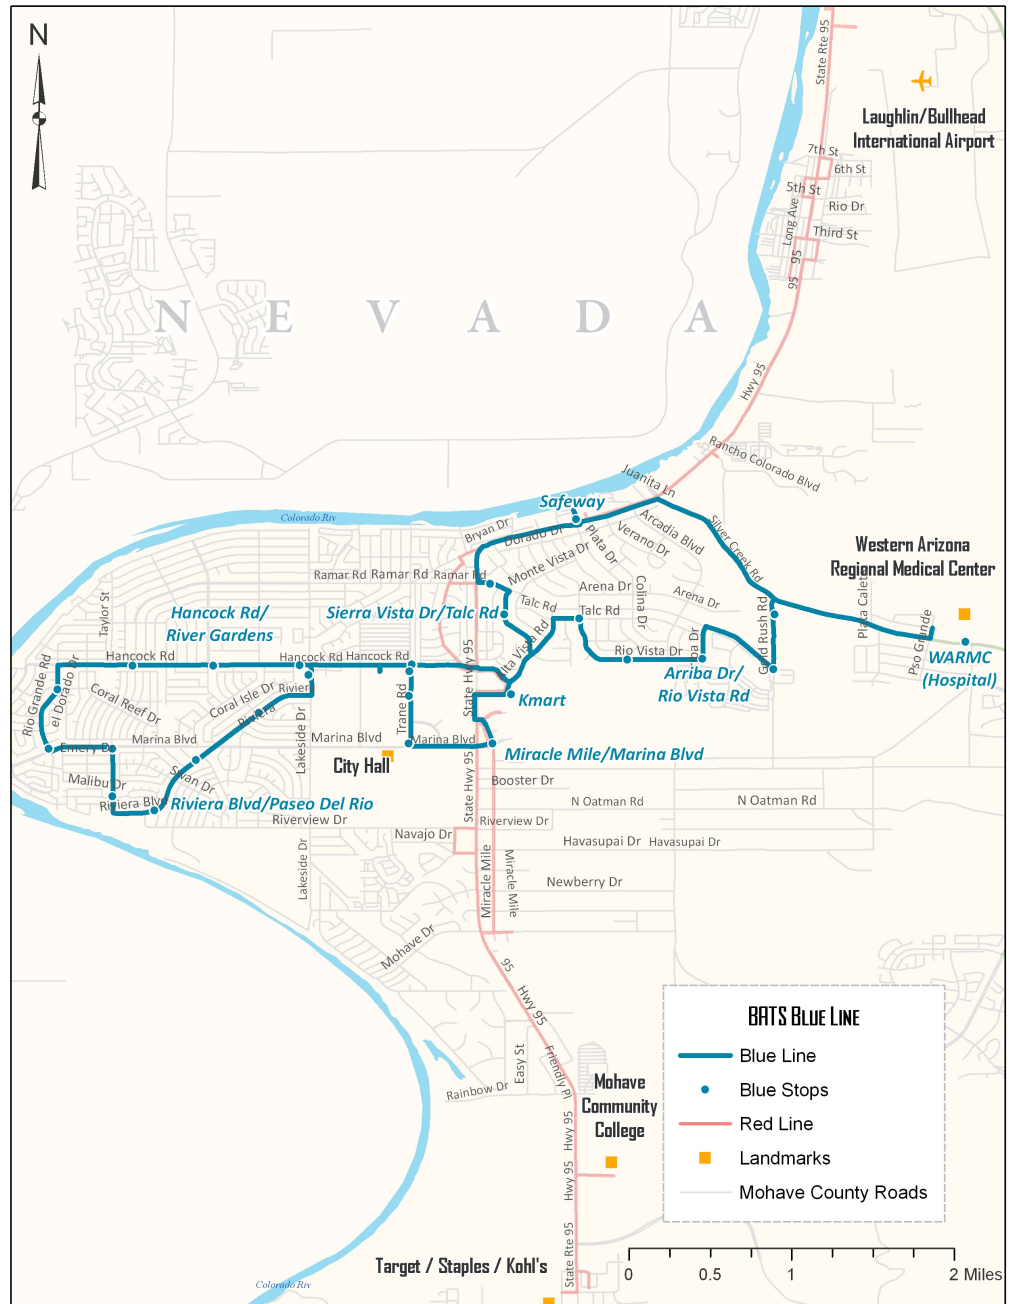 N
State Rte 95
Laughlin/Bullhead
International Airport
7th St
6th St
5th St
Rio Dr
Long Ave
Third St
95
95
NEVADA
Hwy 95
Rancho Colorado Blvd
Juanita Ln
Safeway
Colorado Riv
Bryan Dr
Dorado Dr
Plata Dr
Verano Dr
Arcadia Blvd
Silver Creek Rd
Western Arizona
Regional Medical Center
Monte Vista Dr
Ramar Rd
Ramar Rd
Ramar Rd
Arena Dr
Colina Dr
Arena Dr
Taylor St
Hancock Rd/
River Gardens
Sierra Vista Dr/Talc Rd
Talc Rd
Talc Rd
Gold Rush Rd
Plata Calet
Pso Grande
WARMC
(Hospital)
Hancock Rd
Hancock Rd
Hancock Rd
State Hwy 95
lta Vista Rd
Rio Vista Dr
ba Dr
Arriba Dr/
Rio Vista Rd
Rio Grande Rd
el Dorado Dr
Coral Reef Dr
Coral Isle Dr
Riviera
Riviera
Trane Rd
Kmart
Marina Blvd
Marina Blvd
Marina Blvd
Lakeside Dr
Emery Dr
City Hall
Miracle Mile/Marina Blvd
State Hwy 95
Malibu Dr
Swan Dr
Booster Dr
Riviera Blvd
Riviera Blvd/Paseo Del Rio
N Oatman Rd
N Oatman Rd
Riverview Dr
Riverview Dr
Navajo Dr
Havasupai Dr
Havasupai Dr
Lakeside Dr
Miracle Mile
Miracle Mile
Newberry Dr
Mohave Dr
95
Hwy 95
Easy St
Friendly Pl
Rainbow Dr
Mohave
Community
College
Hwy 95
Hwy 95
State Rte 95
Target / Staples / Kohl's
Colorado Riv
BATS Blue Line
Blue Line
Blue Stops
Red Line
Landmarks
Mohave County Roads
0 0.5 1 2 Miles